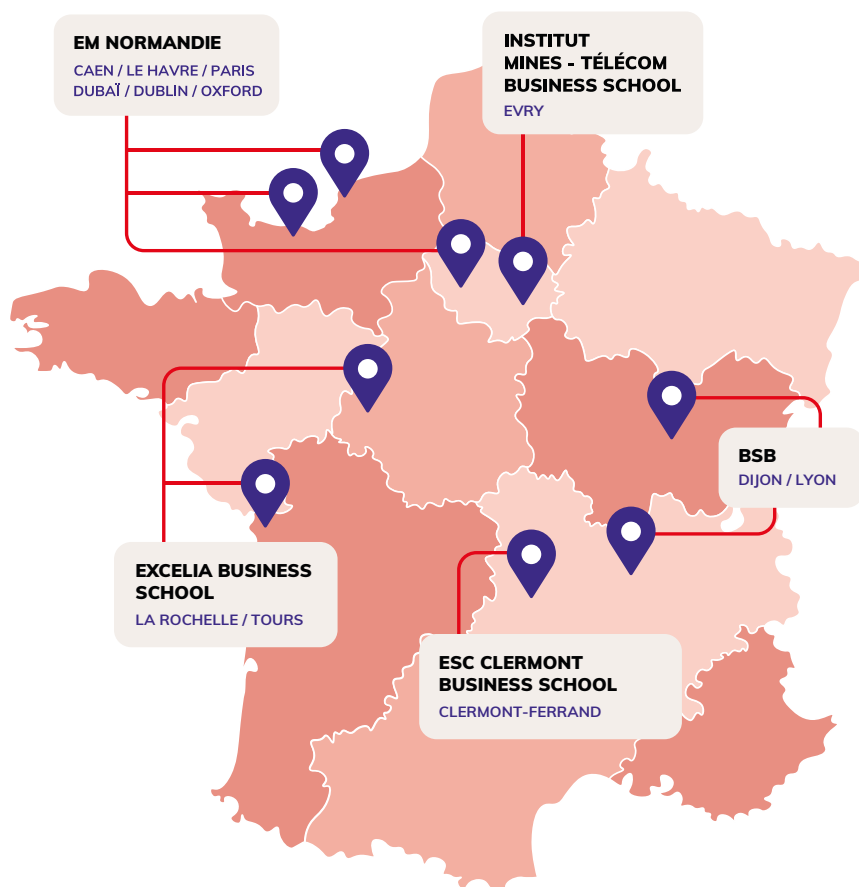 EM NORMANDIE
CAEN / LE HAVRE / PARIS
DUBAÏ / DUBLIN / OXFORD
INSTITUT
MINES - TÉLÉCOM
BUSINESS SCHOOL
EVRY
BSB
DIJON / LYON
EXCELIA BUSINESS
SCHOOL
LA ROCHELLE / TOURS
ESC CLERMONT
BUSINESS SCHOOL
CLERMONT-FERRAND